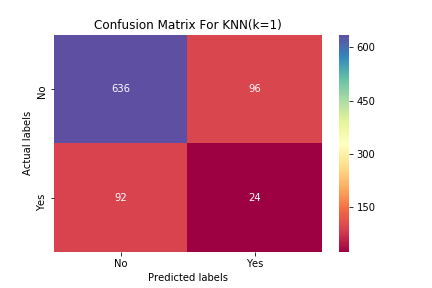 Confusion Matrix For KNN(k=1)
Actual labels
No
Yes
636
96
92
24
No
Yes
Predicted labels
600
450
300
150